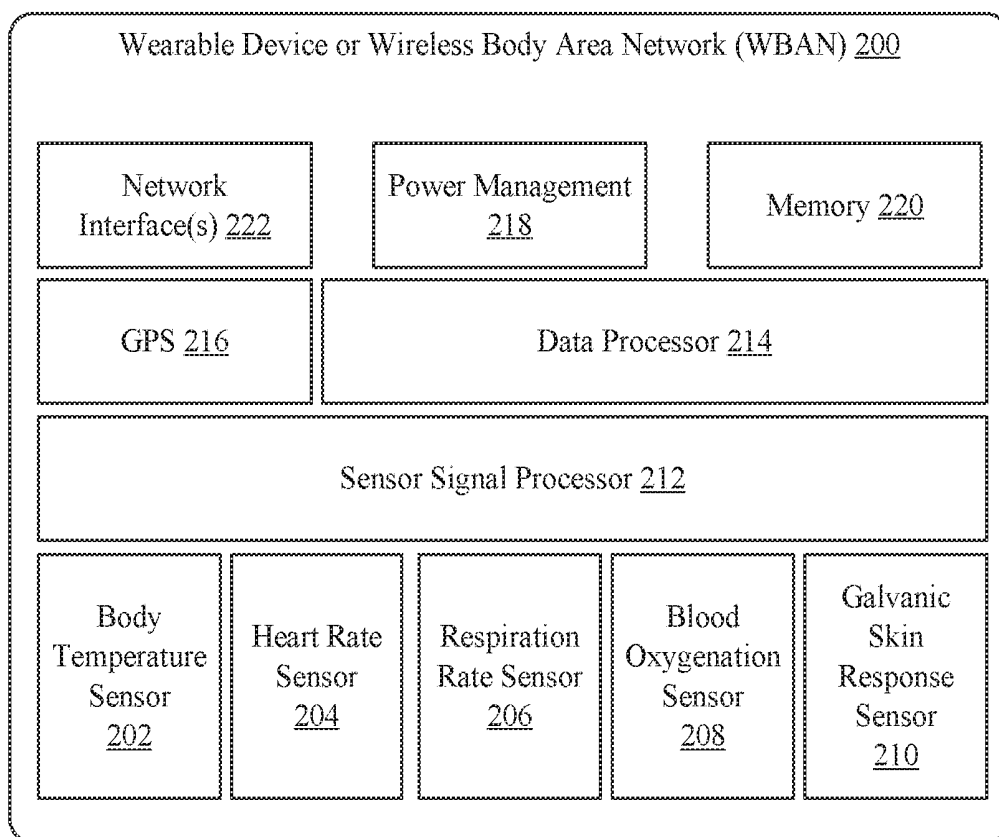 Wearable Device or Wireless Body Area Network (WBAN) 200
Network
Interface(s) 222
Power Management
218
Memory 220
GPS 216
Data Processor 214
Sensor Signal Processor 212
Body
Temperature
Sensor
202
Heart Rate
Sensor
204
Respiration
Rate Sensor
206
Blood
Oxygenation
Sensor
208
Galvanic
Skin
Response
Sensor
210